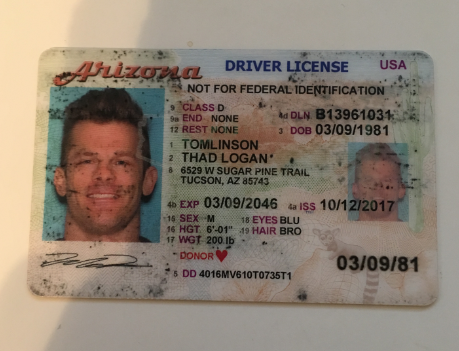 Arizona DRIVER LICENSE USA
NOT FOR FEDERAL IDENTIFICATION
9 CLASS D
9a END NONE
12 REST NONE
4d DLN B13961031
3 DOB 03/09/1981
1 TOMLINSON
2 THAD LOGAN
8 6529 W SUGAR PINE TRAIL
TUCSON, AZ 85743
4b EXP 03/09/2046 4a ISS 10/12/2017
15 SEX M 18 EYES BLU
16 HGT 6'-01" 19 HAIR BRO
17 WGT 200 lb
DONOR
03/09/81
5 DD 4016MV610T0735T1